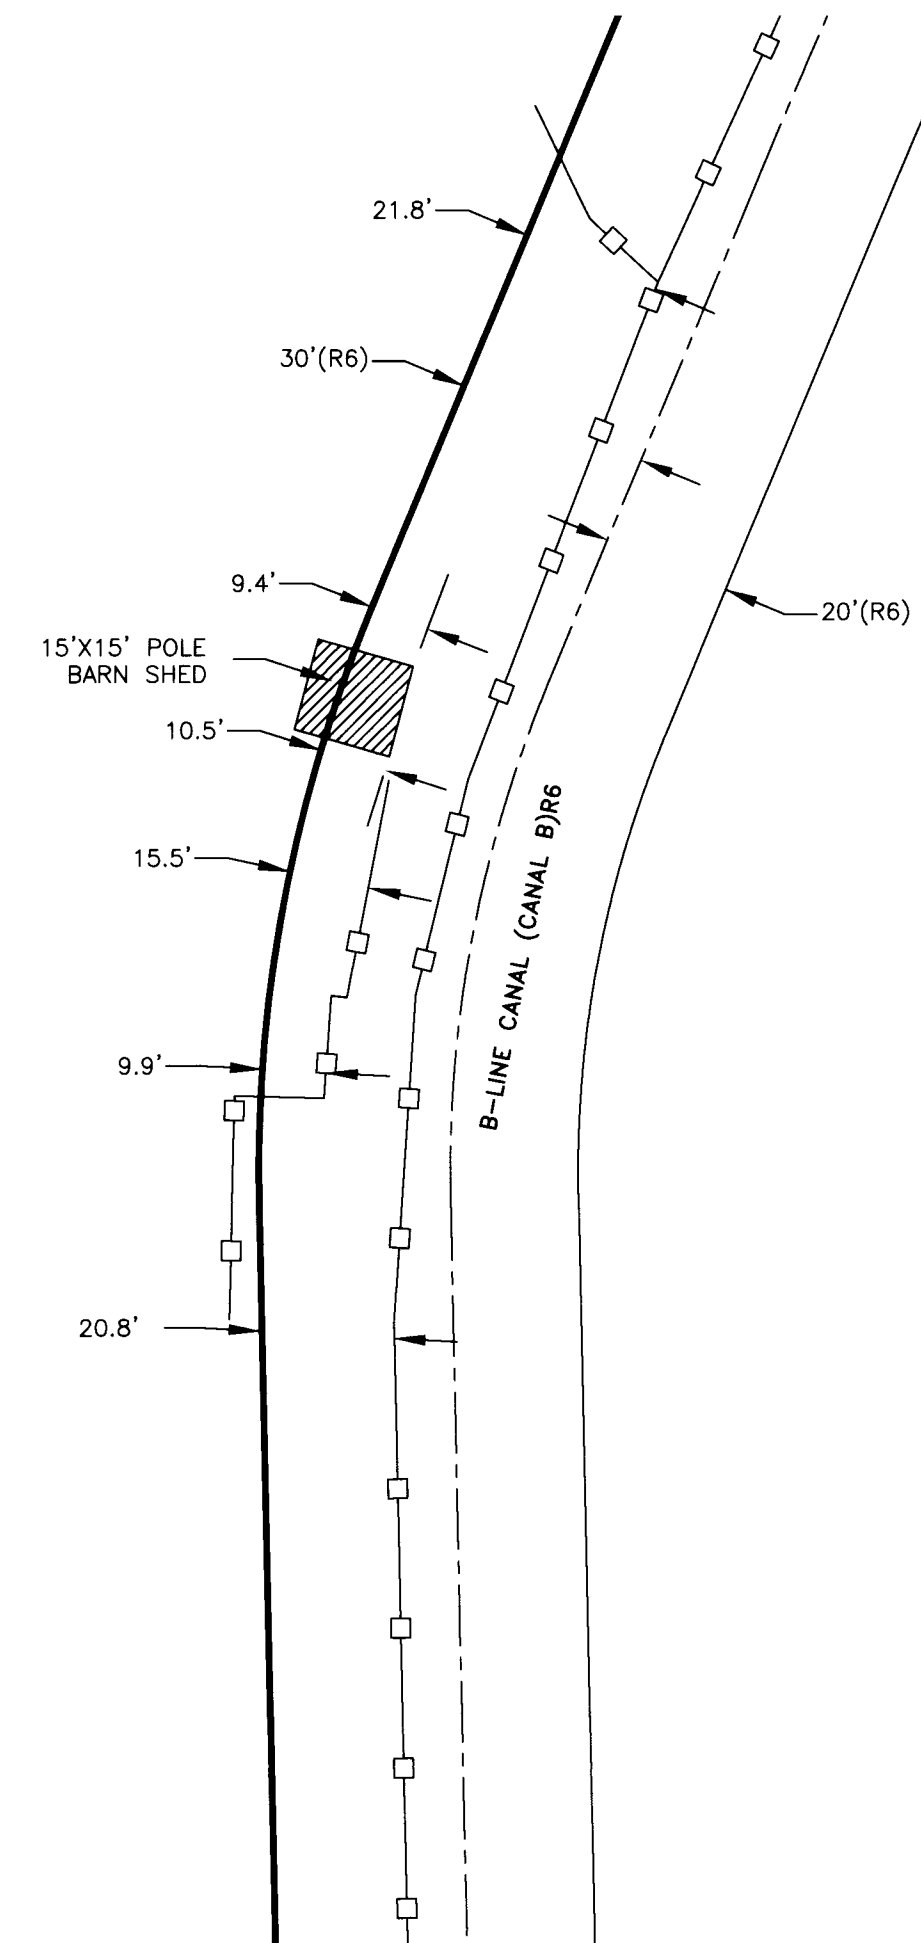 21.8'
30'(R6)
9.4'
20'(R6)
15'X15' POLE
BARN SHED
10.5'
B-LINE CANAL (CANAL B)R6
15.5'
9.9'
20.8'